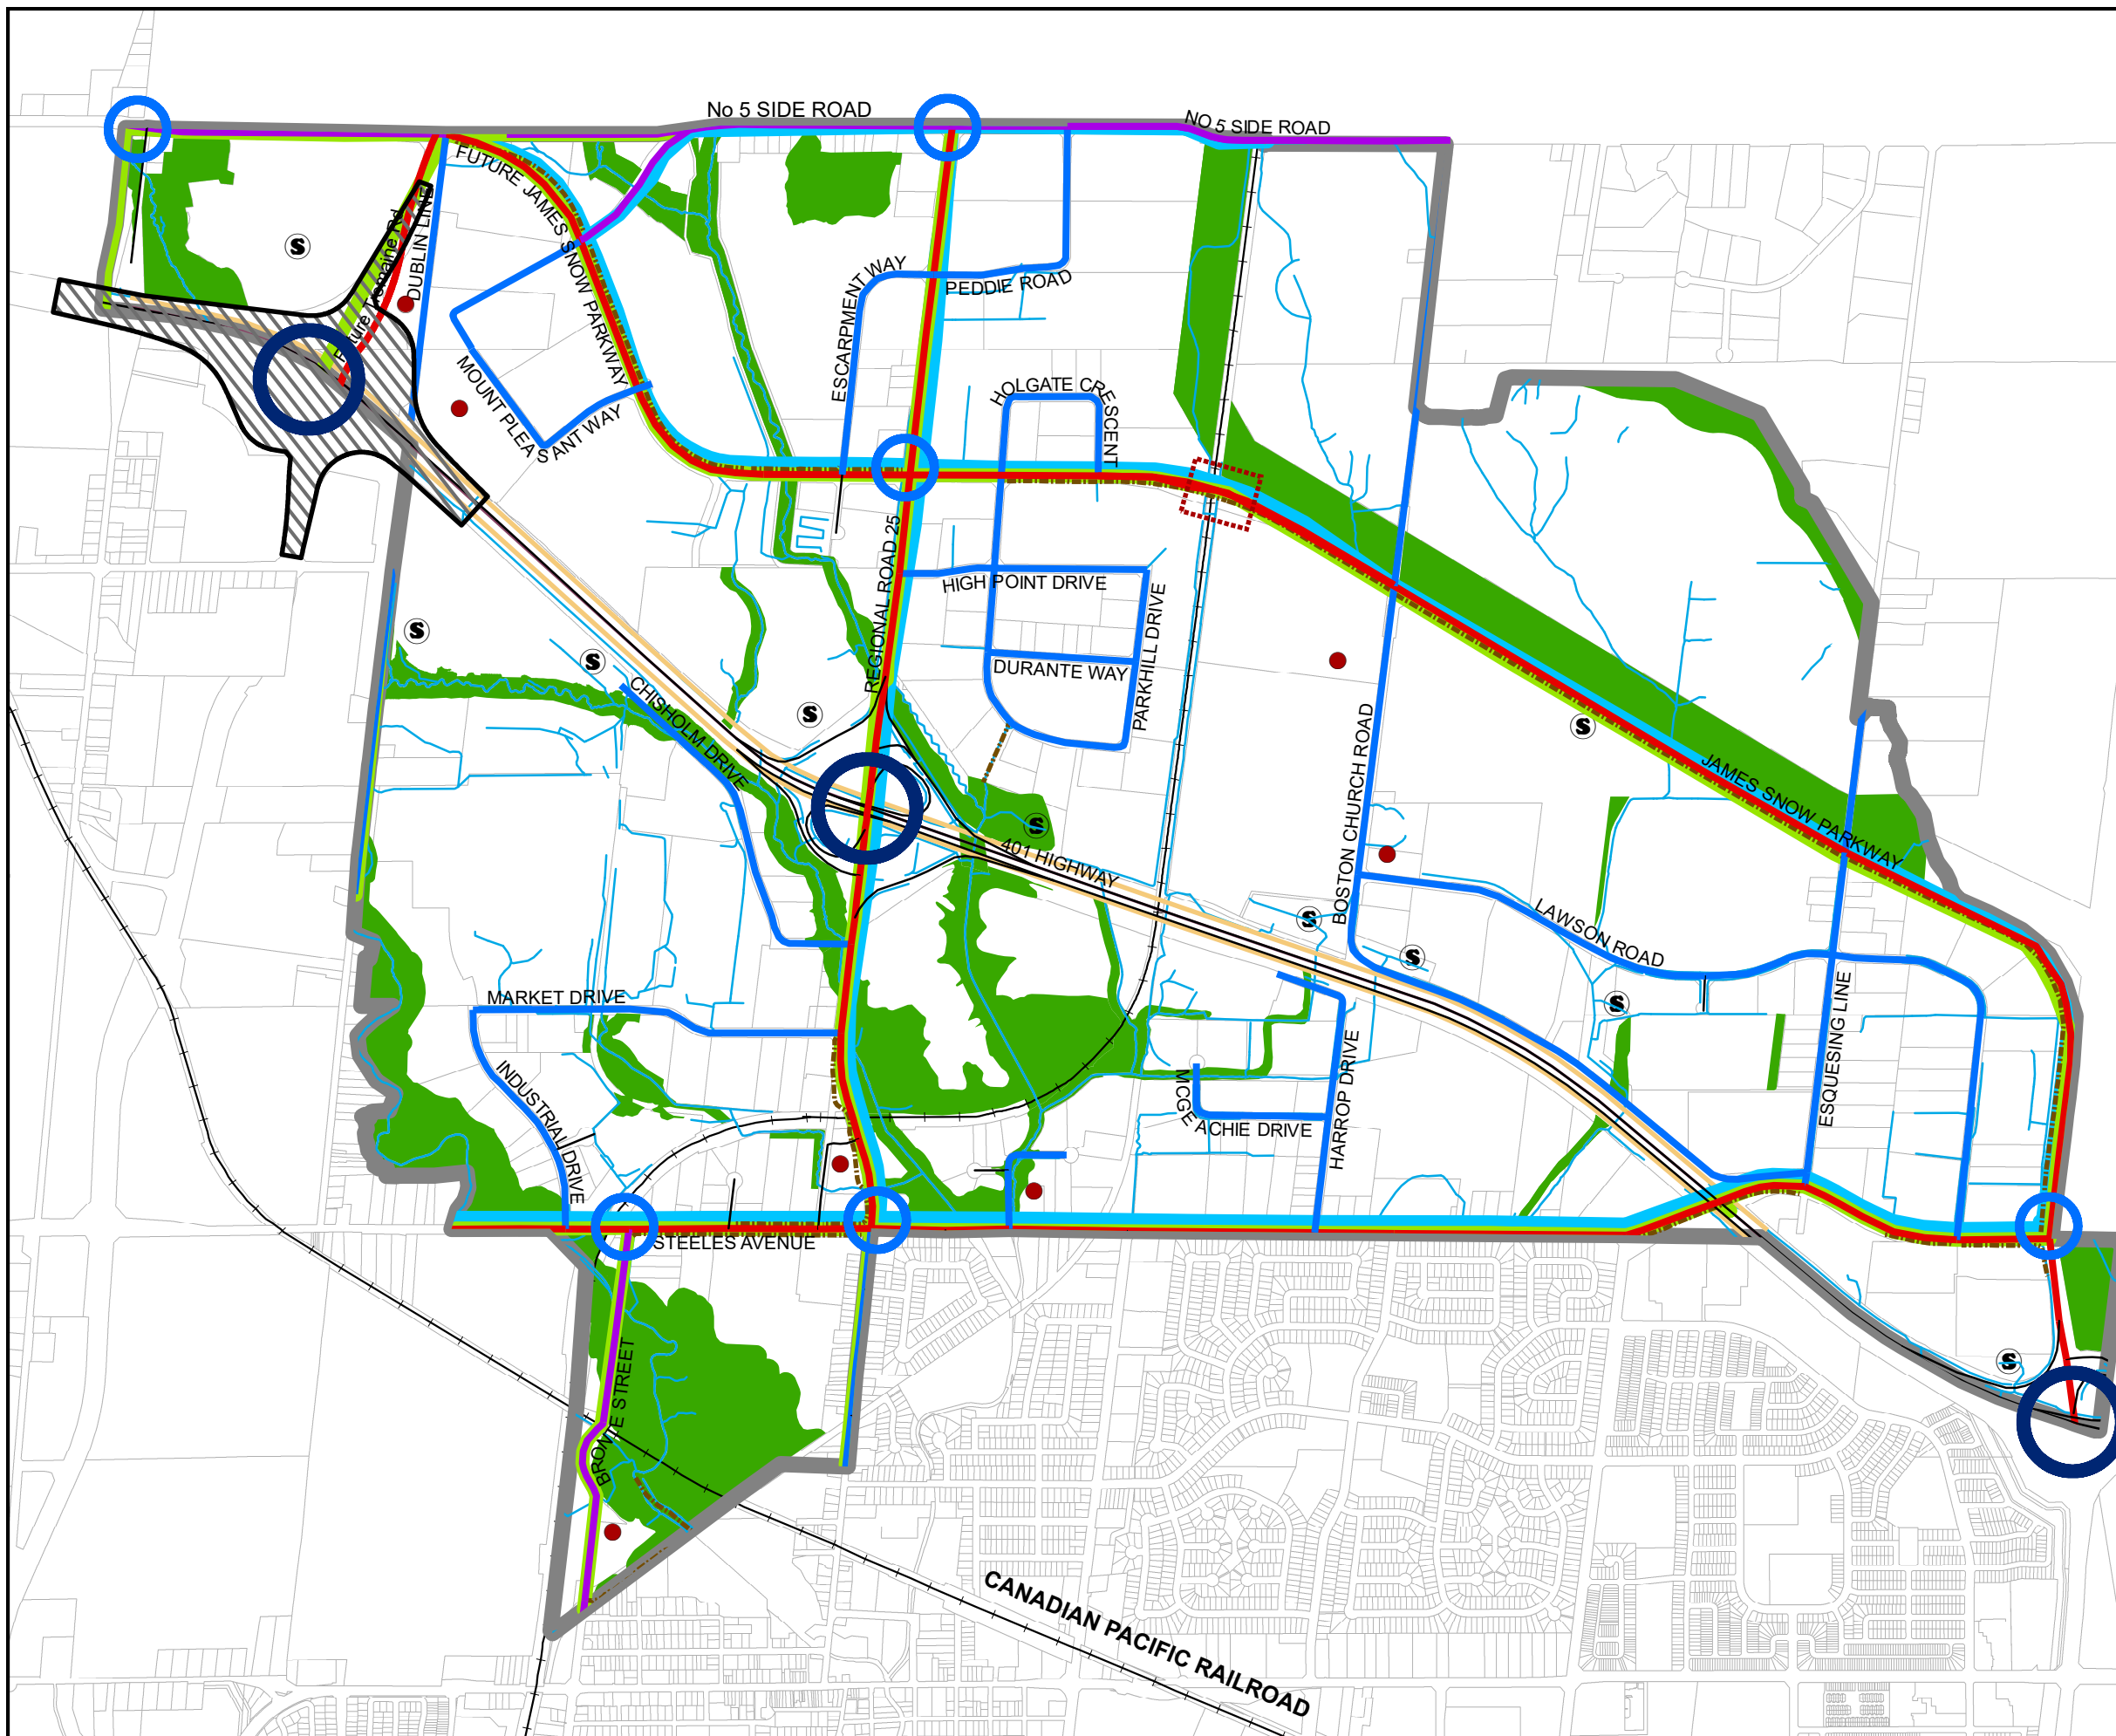 No 5 SIDE ROAD
NO 5 SIDE ROAD
FUTURE JAMES SNOW PARKWAY
Future Tremaine Rd
DUBLIN LINE
S
ESCARPMENT WAY
PEDDIE ROAD
MOUNT PLEASANT WAY
HOLGATE CRESCENT
REGIONAL ROAD 25
HIGH POINT DRIVE
PARKHILL DRIVE
DURANTE WAY
S
S
S
CHISHOLM DRIVE
BOSTON CHURCH ROAD
S
JAMES SNOW PARKWAY
S
401 HIGHWAY
LAWSON ROAD
S
S
S
MARKET DRIVE
INDUSTRIAL DRIVE
MCGEACHIE DRIVE
HARROP DRIVE
ESQUESING LINE
STEELES AVENUE
S
BRONTE STREET
CANADIAN PACIFIC RAILROAD